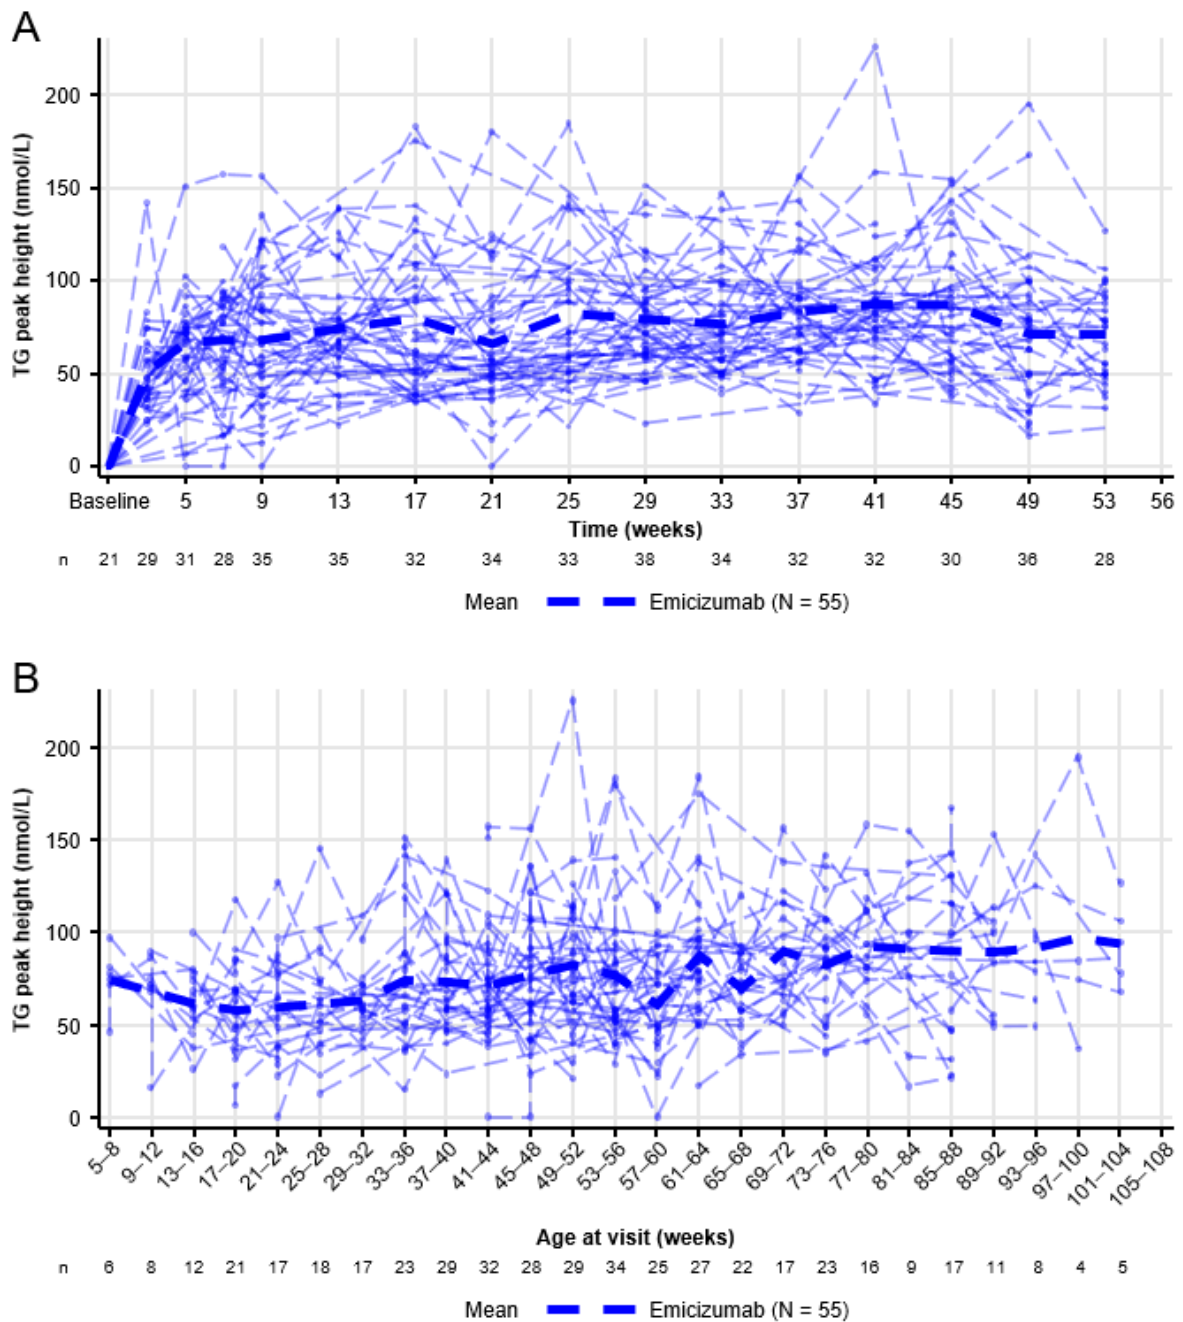 A
TG peak height (nmol/L)
200
150
100
50
0
Baseline 5 9 13 17 21 25 29 33 37 41 45 49 53 56
Time (weeks)
n 21 29 31 28 35 35 32 34 33 38 34 32 32 30 36 28
Mean Emicizumab (N = 55)
B
TG peak height (nmol/L)
200
150
100
50
0
5–8 9–12 13–16 17–20 21–24 25–28 29–32 33–36 37–40 41–44 45–48 49–52 53–56 57–60 61–64 65–68 69–72 73–76 77–80 81–84 85–88 89–92 93–96 97–100 101–104 105–108
Age at visit (weeks)
n 6 8 12 21 17 18 17 23 29 32 28 29 34 25 27 22 17 23 16 9 17 11 8 4 5
Mean Emicizumab (N = 55)